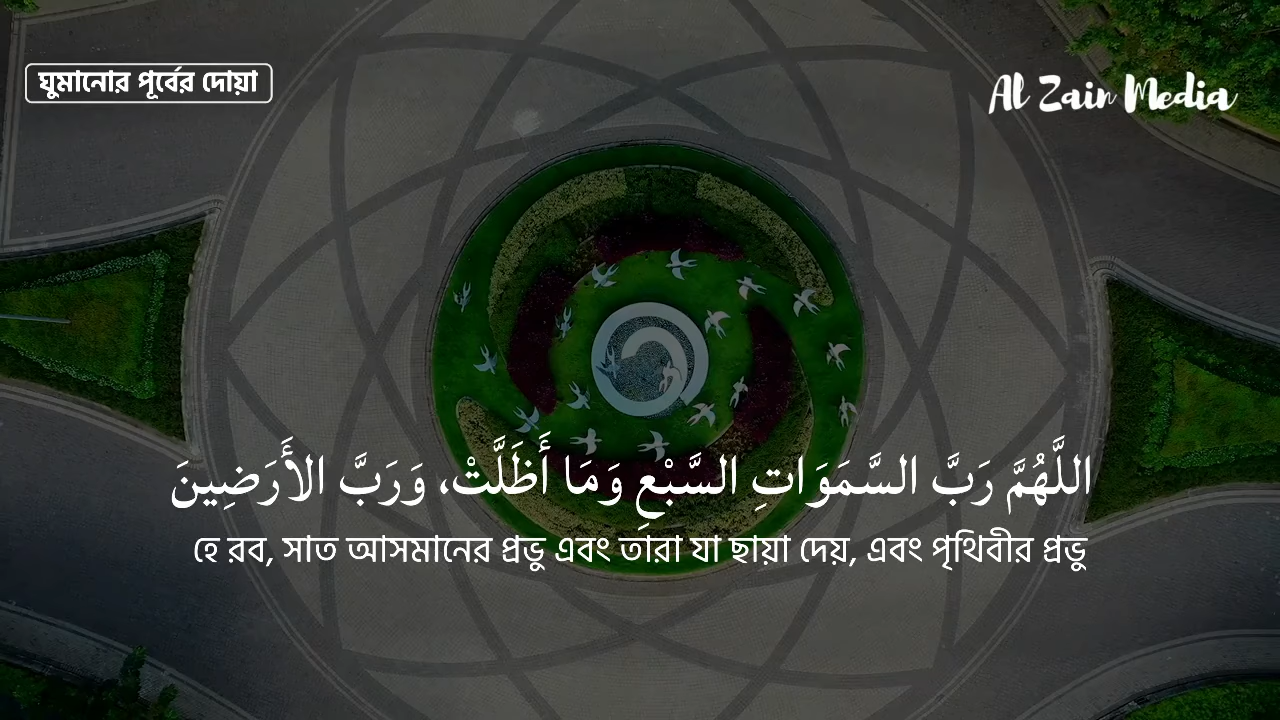 ঘুমানোর পূর্বের দোয়া
Al Zain Media
اللَّهُمَّ رَبَّ السَّمَوَاتِ السَّبْعِ وَمَا أَظَلَّتْ، وَرَبَّ الأَرَضِينَ
হে রব, সাত আসমানের প্রভু এবং তারা যা ছায়া দেয়, এবং পৃথিবীর প্রভু